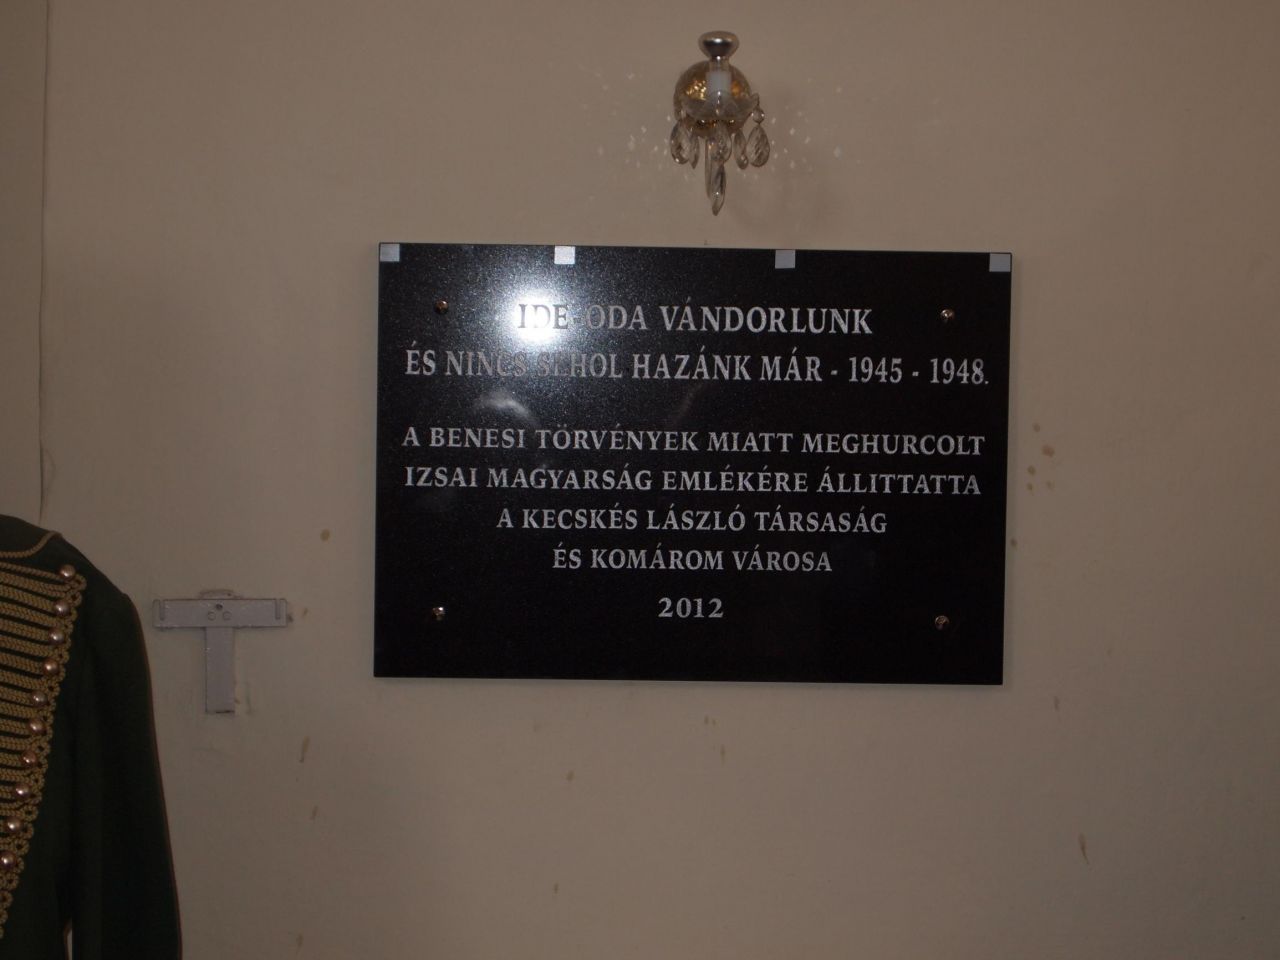 IDE-ODA VÁNDORLUNK
ÉS NINCS SEHOL HAZÁNK MÁR - 1945 - 1948.
A BENESI TÖRVÉNYEK MIATT MEGHURCOLT
IZSAI MAGYARSÁG EMLÉKÉRE ÁLLITTATTA
A KECSKÉS LÁSZLÓ TÁRSASÁG
ÉS KOMÁROM VÁROSA
2012